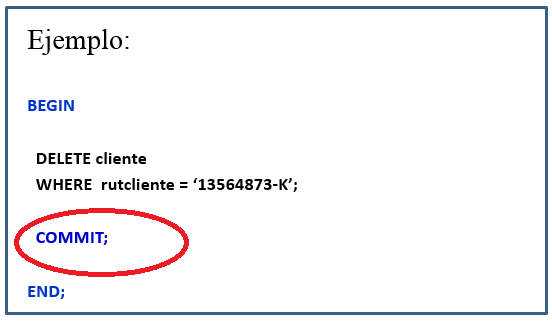 Ejemplo:
BEGIN
DELETE cliente
WHERE rutcliente = ‘13564873-K’;
COMMIT;
END;